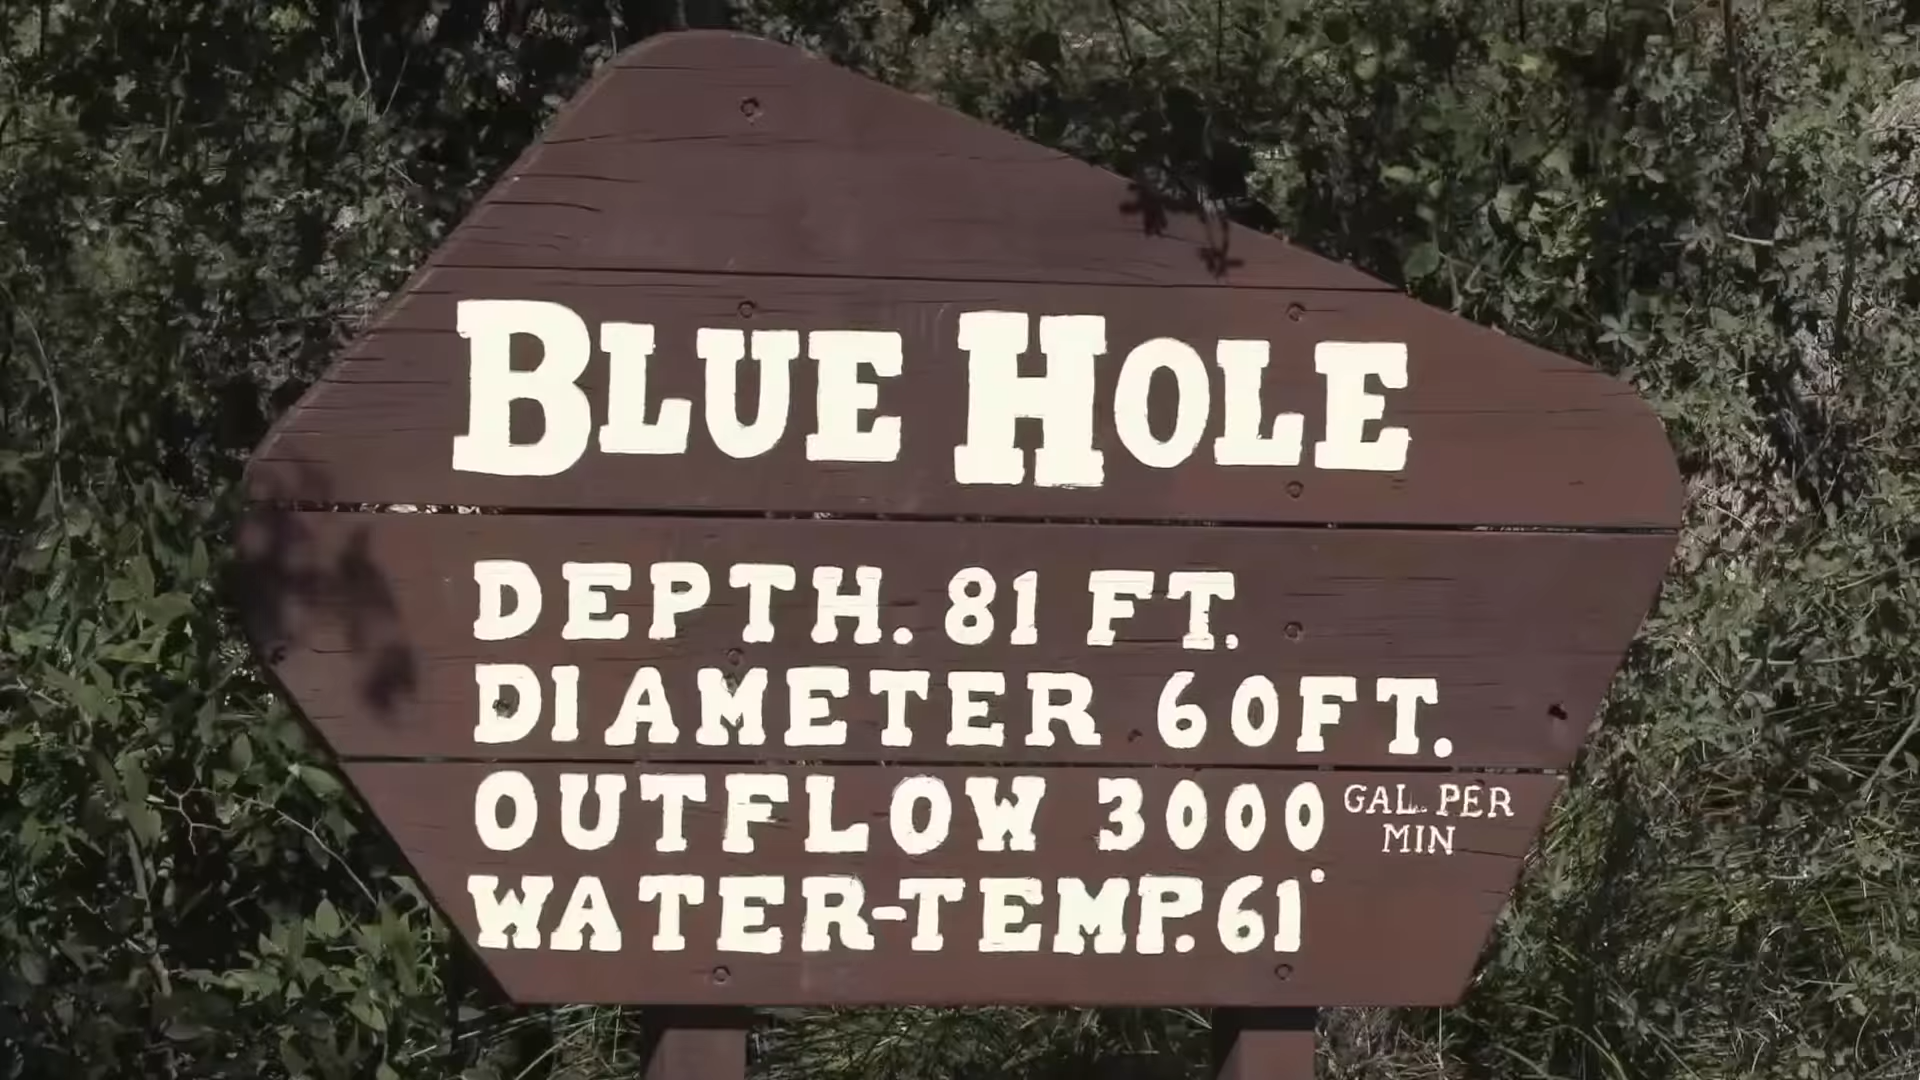 BLUE HOLE
DEPTH. 81 FT.
DIAMETER 60FT.
OUTFLOW 3000 GAL. PER MIN
WATER-TEMP. 61°